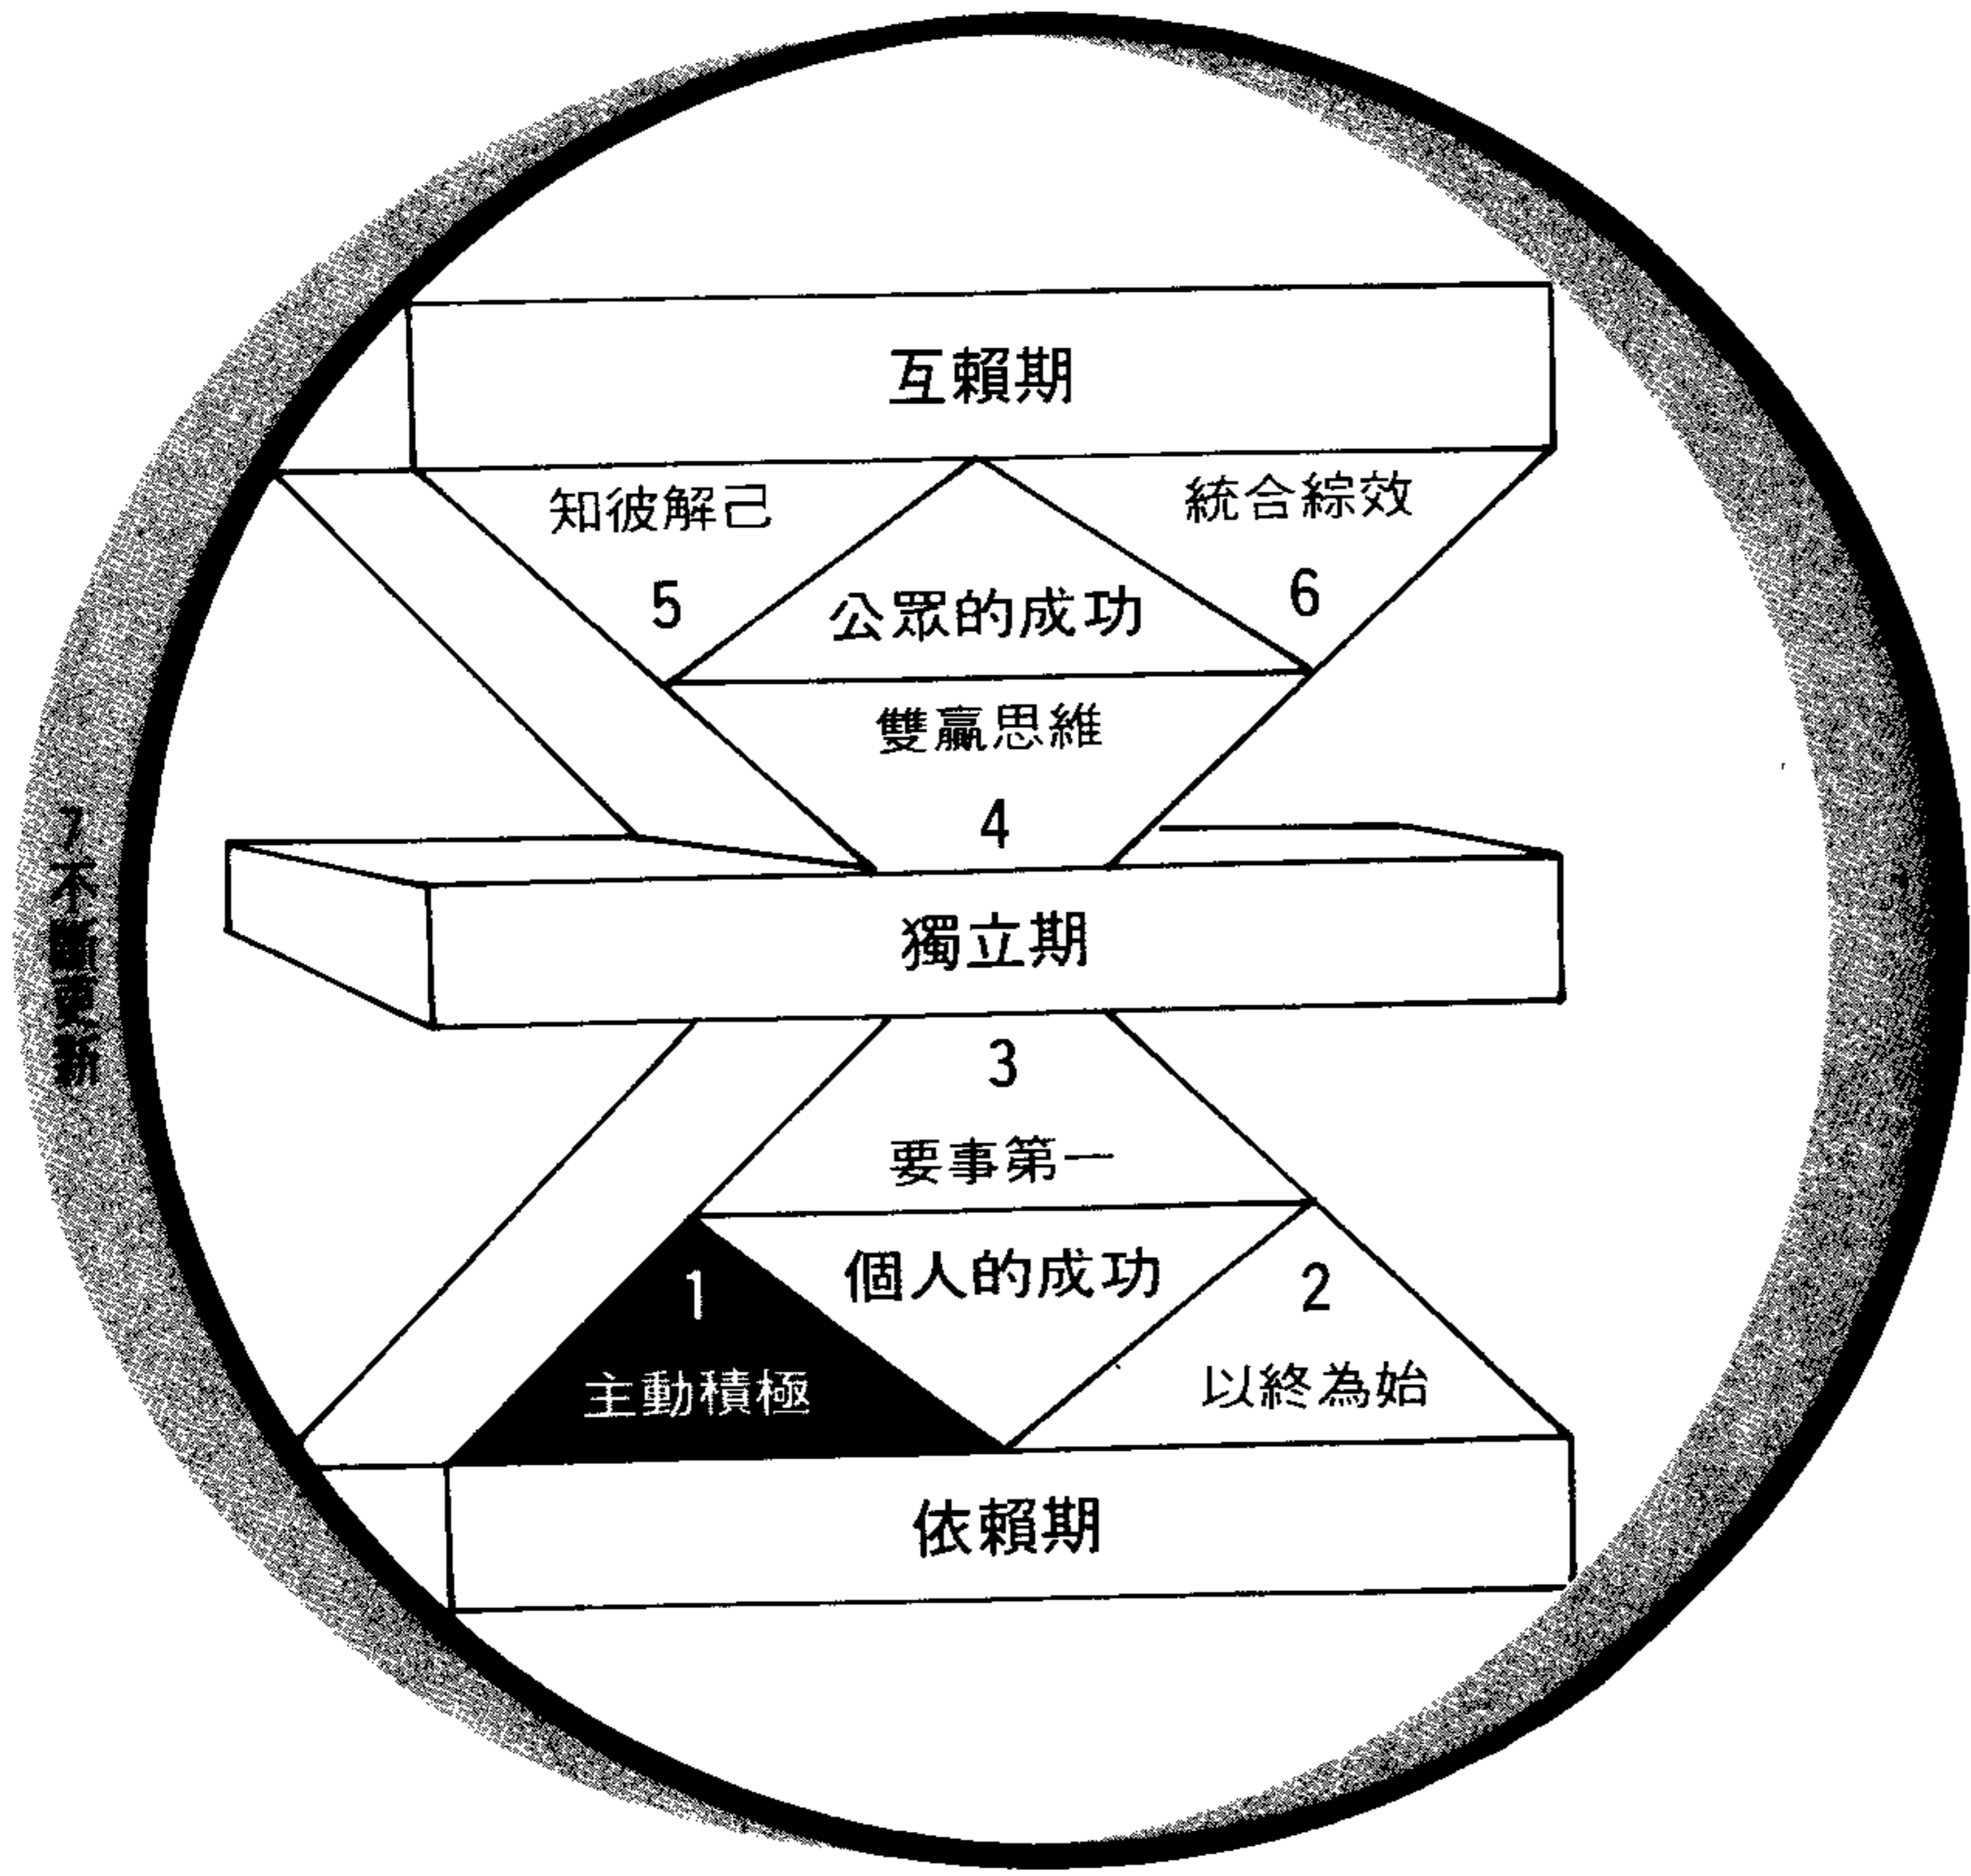 互賴期
知彼解己
統合綜效
5
6
公眾的成功
雙贏思維
4
7不斷更新
獨立期
3
要事第一
個人的成功
1
2
主動積極
以終為始
依賴期